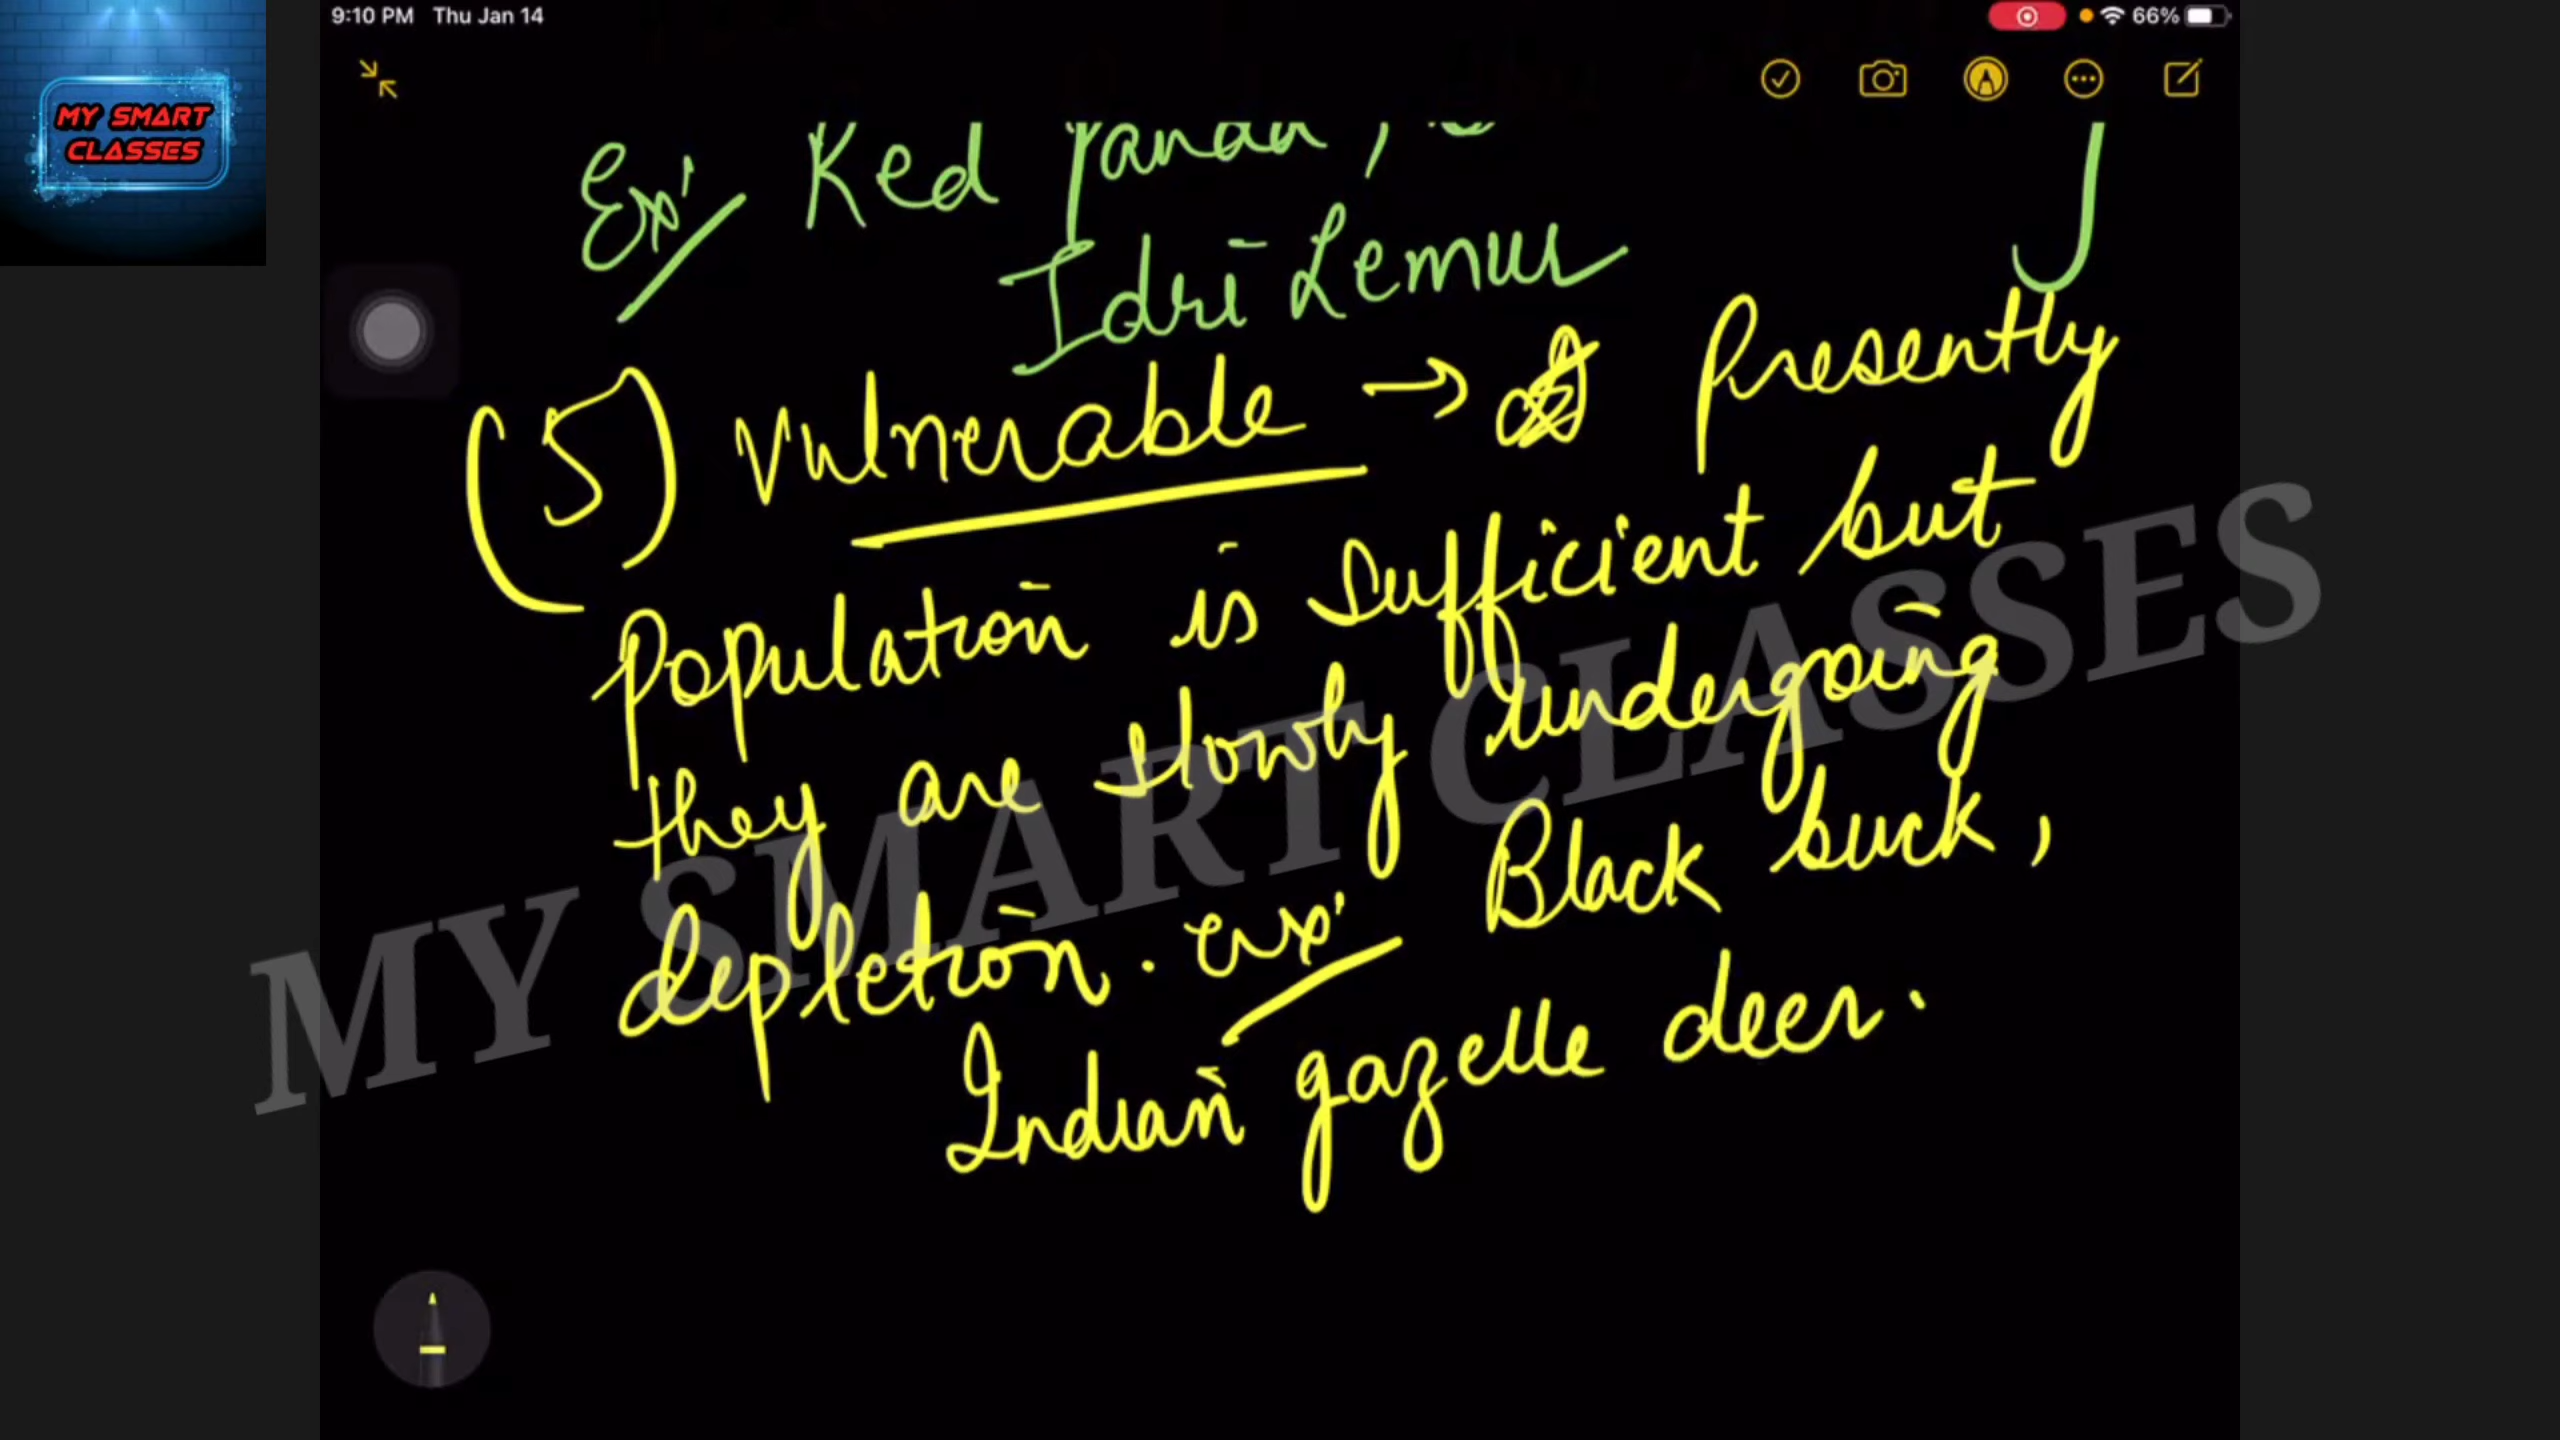 9:10 PM Thu Jan 14
66%
MY SMART
CLASSES
Ex' Red Panda,
Idri Lemur
(5) Vulnerable → Presently
Population is sufficient but
they are slowly undergoing
depletion. ex' Black buck,
Indian gazelle deer.
MY SMART CLASSES